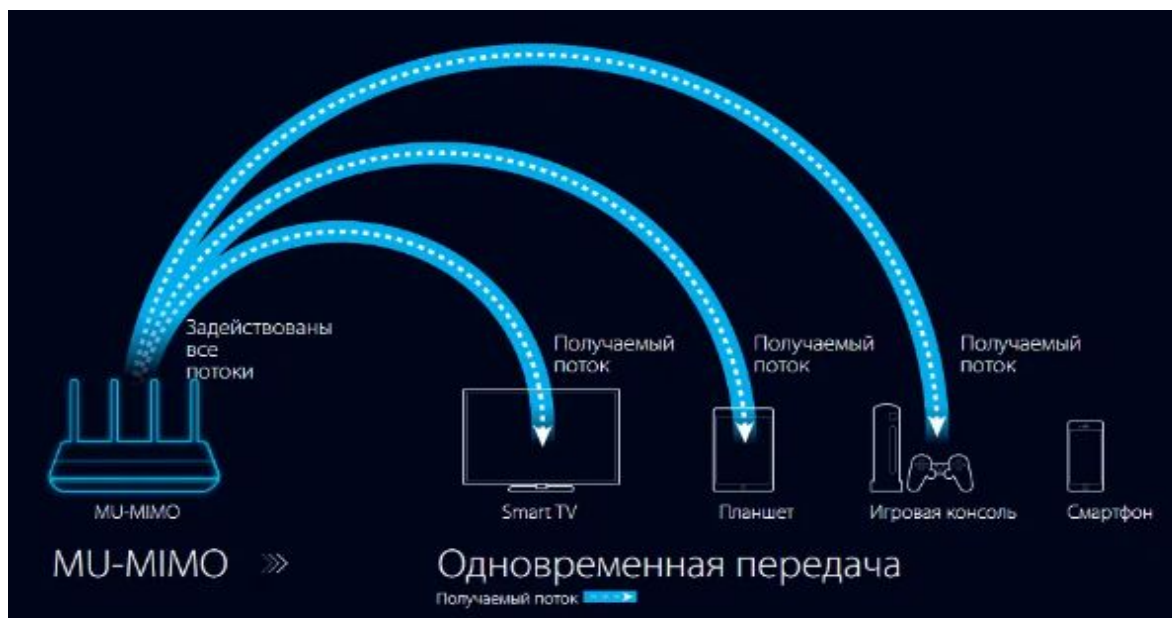 Задействованы
все
потоки
Получаемый
поток
Получаемый
поток
Получаемый
поток
MU-MIMO
Smart TV
Планшет
Игровая консоль
Смартфон
MU-MIMO
Одновременная передача
Получаемый поток